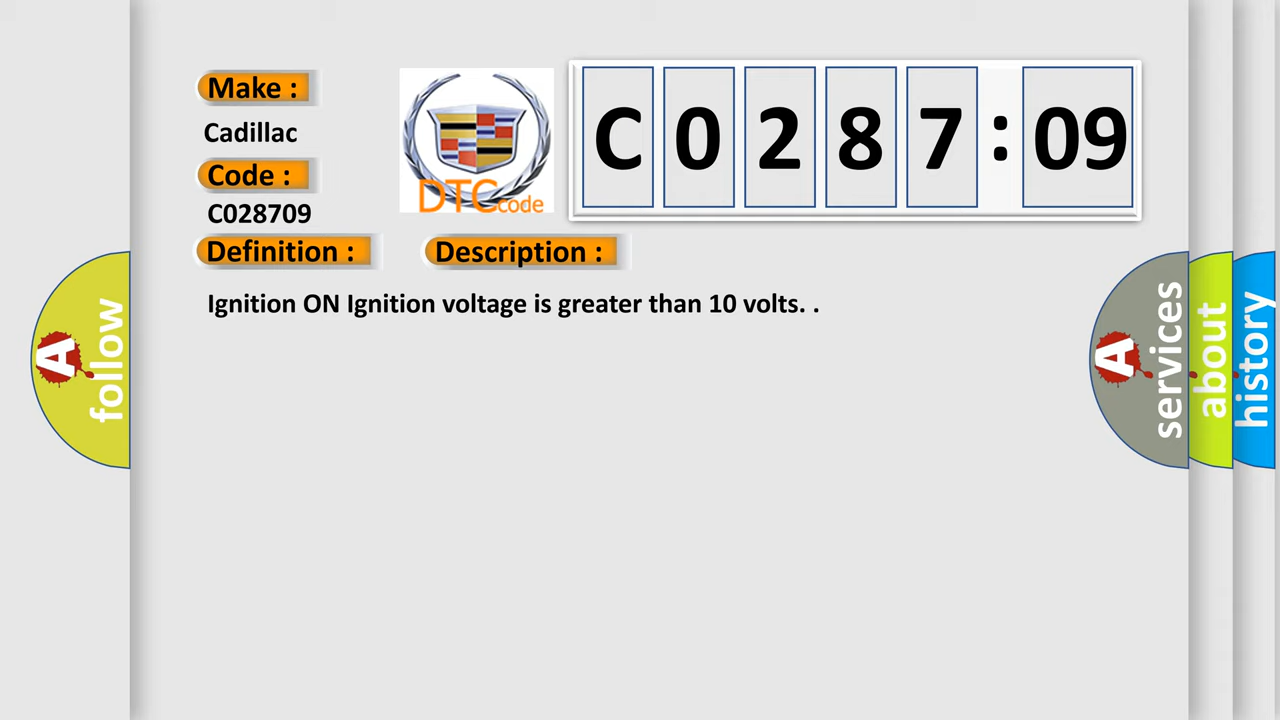 Make :
Cadillac
Code :
C028709
Definition :
Description :
Ignition ON Ignition voltage is greater than 10 volts. .
DTC code
C 0 2 8 7 : 09
A follow
A services
about
history